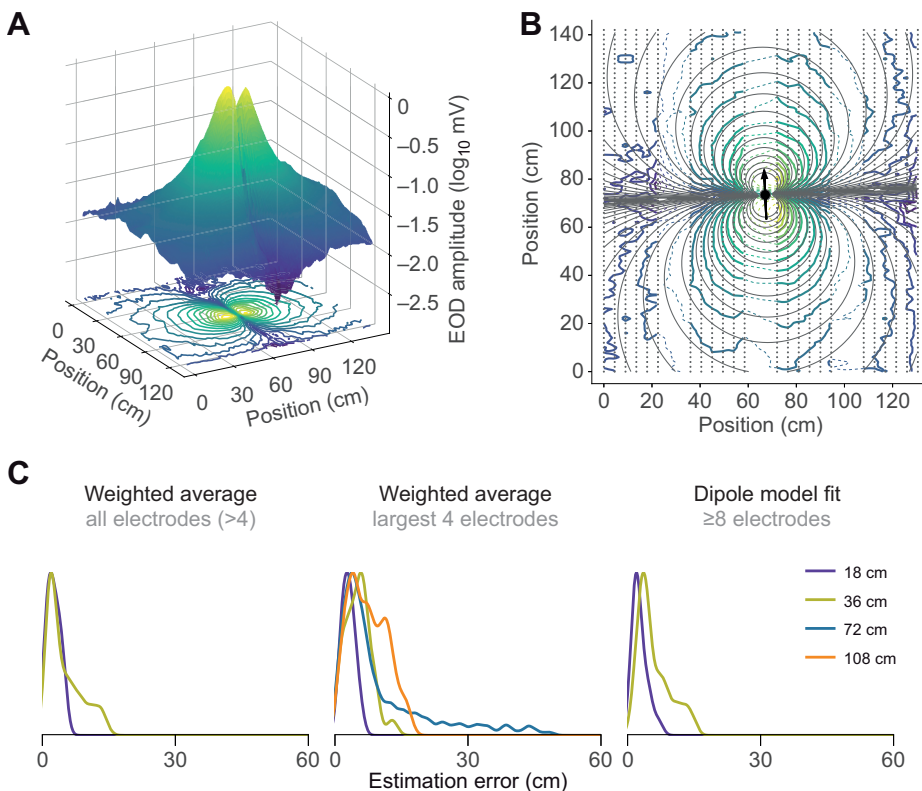 A
0
−0.5
−1.0
−1.5
−2.0
−2.5
EOD amplitude (log10 mV)
0
30
60
90
120
Position (cm)
0
30
60
90
120
Position (cm)
B
140
120
100
80
60
40
20
0
Position (cm)
0 20 40 60 80 100 120
Position (cm)
C
Weighted average
all electrodes (>4)
Weighted average
largest 4 electrodes
Dipole model fit
≥8 electrodes
18 cm
36 cm
72 cm
108 cm
0 30 60
0 30 60
0 30 60
Estimation error (cm)